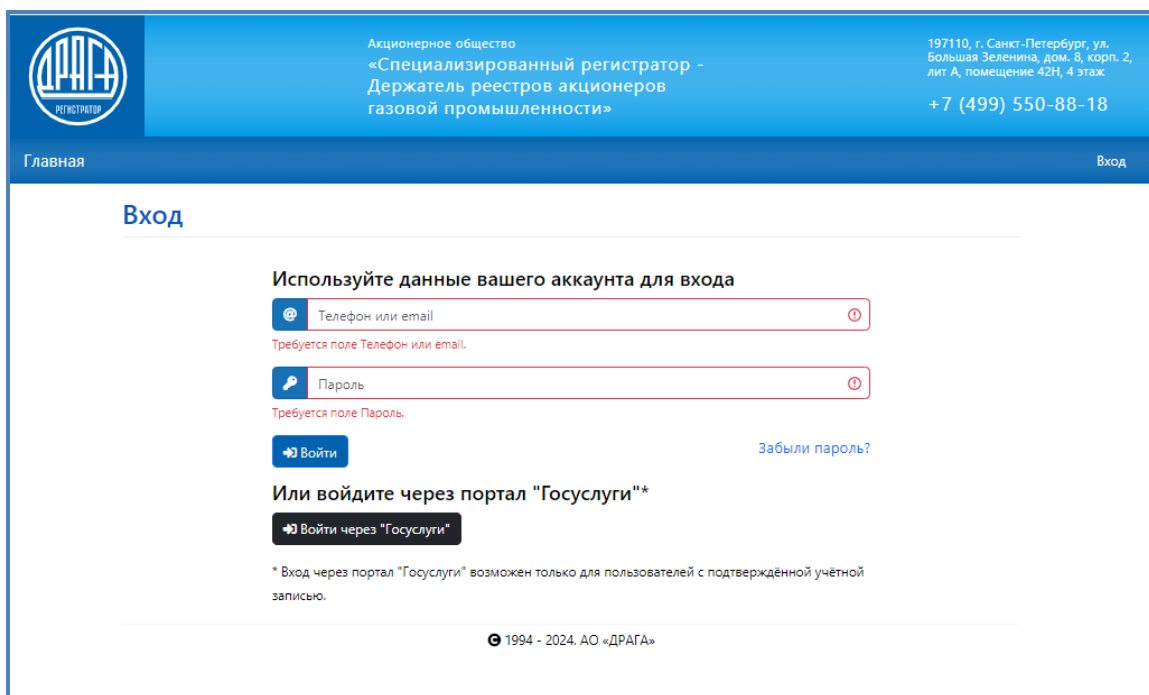 ДРАГА
РЕГИСТРАТОР
Акционерное общество
«Специализированный регистратор -
Держатель реестров акционеров
газовой промышленности»
197110, г. Санкт-Петербург, ул.
Большая Зеленина, дом. 8, корп. 2,
лит А, помещение 42Н, 4 этаж
+7 (499) 550-88-18
Главная
Вход
Вход
Используйте данные вашего аккаунта для входа
@ Телефон или email
Требуется поле Телефон или email.
Пароль
Требуется поле Пароль.
Войти
Забыли пароль?
Или войдите через портал "Госуслуги"*
Войти через "Госуслуги"
* Вход через портал "Госуслуги" возможен только для пользователей с подтверждённой учётной
записью.
1994 - 2024. АО «ДРАГА»